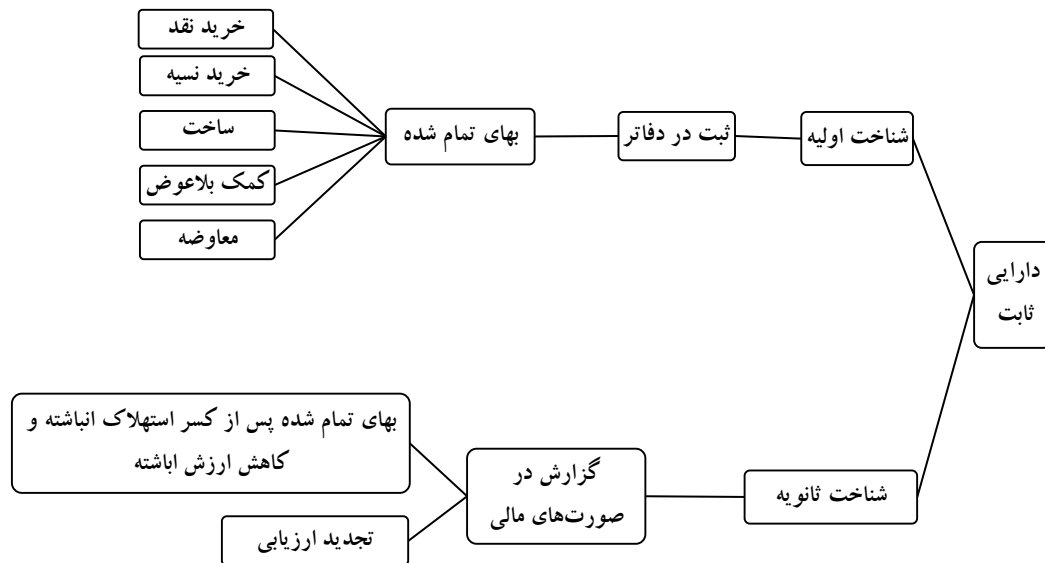 دارایی
ثابت
شناخت اولیه
ثبت در دفاتر
بهای تمام شده
خرید نقد
خرید نسیه
ساخت
کمک بلاعوض
معاوضه
شناخت ثانویه
گزارش در
صورت‌های مالی
بهای تمام شده پس از کسر استهلاک انباشته و
کاهش ارزش اباشته
تجدید ارزیابی